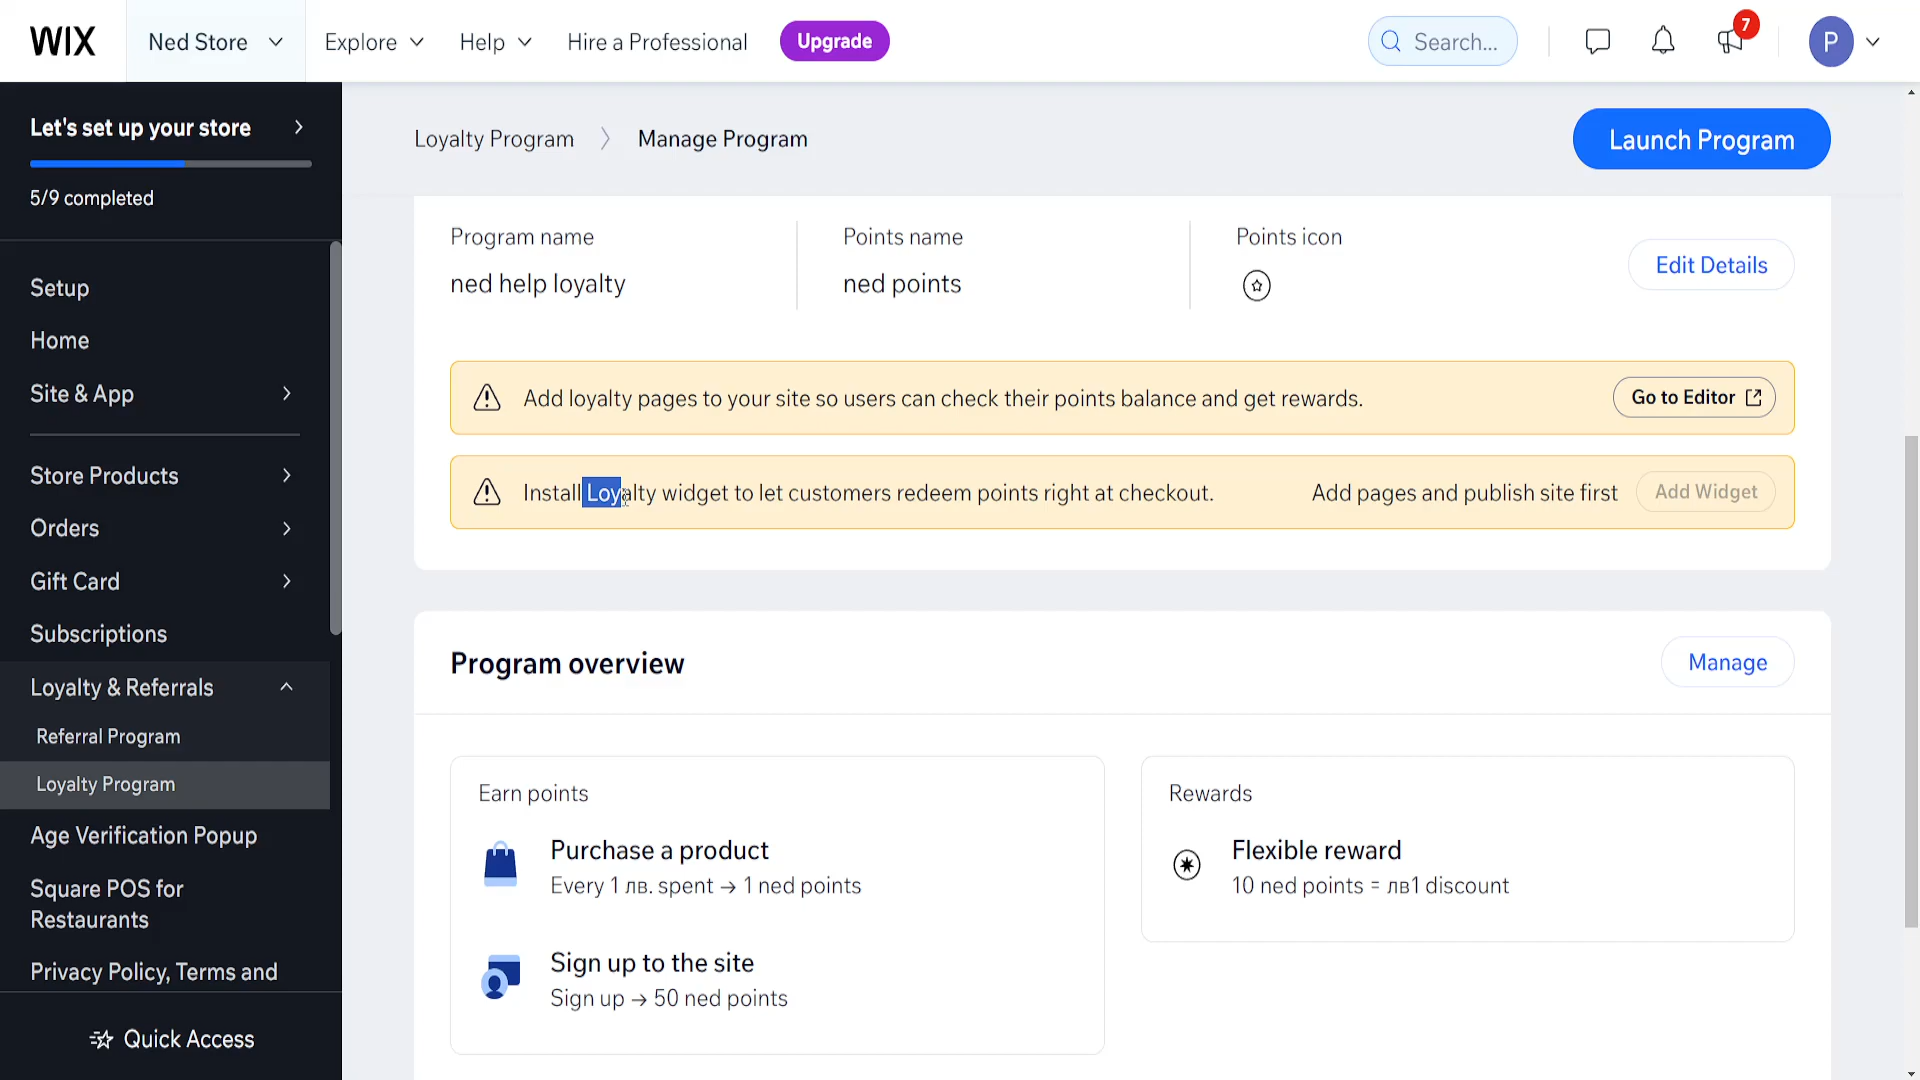 WIX
Ned Store
Explore
Help
Hire a Professional
Upgrade
Search...
7
P
Let's set up your store
5/9 completed
Setup
Home
Site & App
Store Products
Orders
Gift Card
Subscriptions
Loyalty & Referrals
Referral Program
Loyalty Program
Age Verification Popup
Square POS for
Restaurants
Privacy Policy, Terms and
Quick Access
Loyalty Program
Manage Program
Launch Program
Program name
ned help loyalty
Points name
ned points
Points icon
Edit Details
Add loyalty pages to your site so users can check their points balance and get rewards.
Go to Editor
Install Loyalty widget to let customers redeem points right at checkout.
Add pages and publish site first
Add Widget
Program overview
Manage
Earn points
Purchase a product
Every 1 лв. spent → 1 ned points
Sign up to the site
Sign up → 50 ned points
Rewards
Flexible reward
10 ned points = лв1 discount